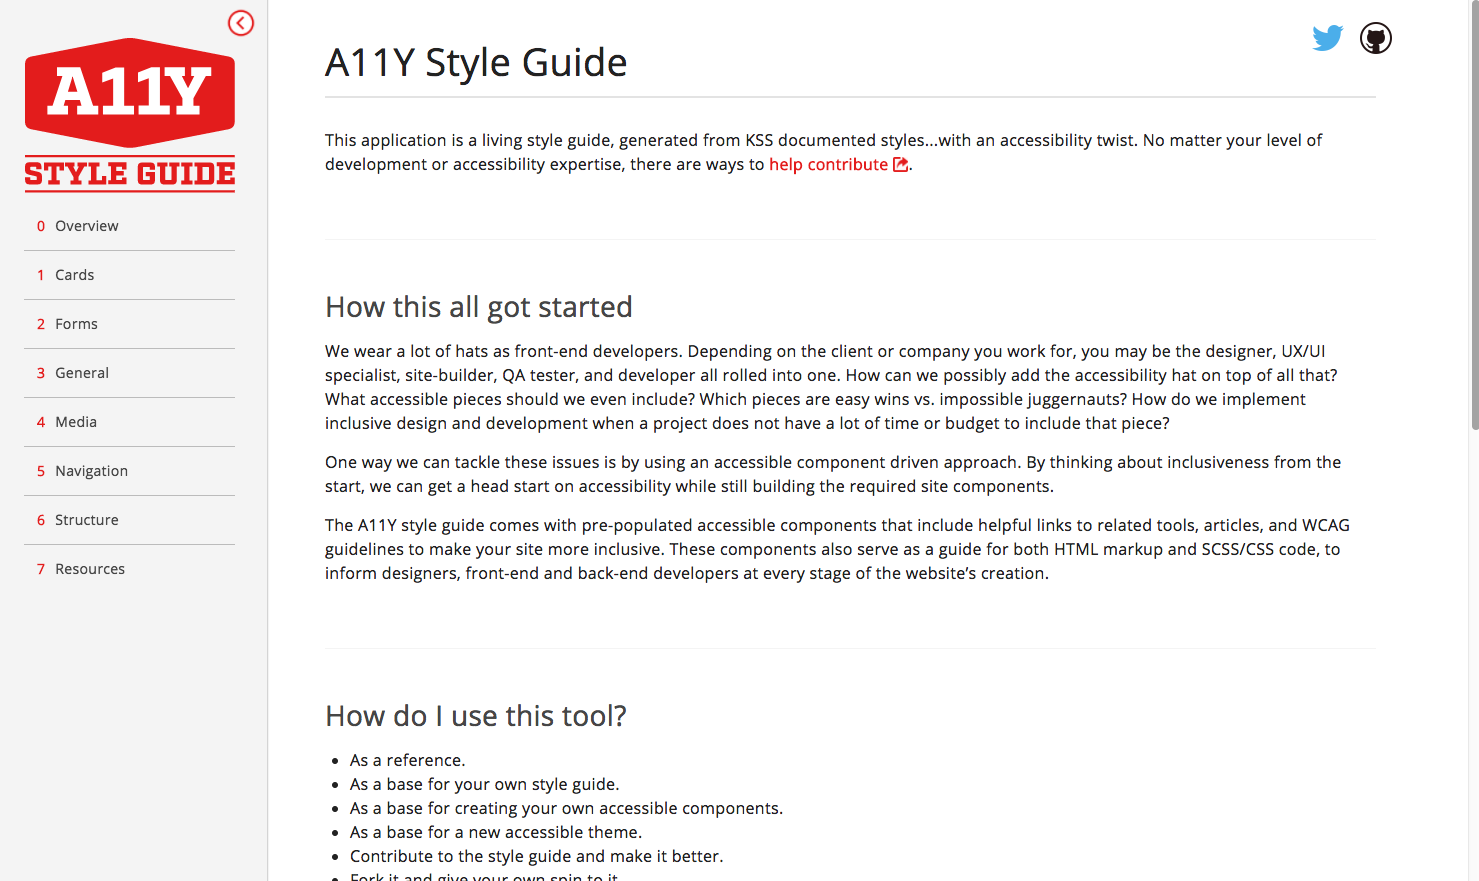 A11Y
STYLE GUIDE
0 Overview
1 Cards
2 Forms
3 General
4 Media
5 Navigation
6 Structure
7 Resources
A11Y Style Guide
This application is a living style guide, generated from KSS documented styles...with an accessibility twist. No matter your level of
development or accessibility expertise, there are ways to help contribute.
How this all got started
We wear a lot of hats as front-end developers. Depending on the client or company you work for, you may be the designer, UX/UI
specialist, site-builder, QA tester, and developer all rolled into one. How can we possibly add the accessibility hat on top of all that?
What accessible pieces should we even include? Which pieces are easy wins vs. impossible juggernauts? How do we implement
inclusive design and development when a project does not have a lot of time or budget to include that piece?
One way we can tackle these issues is by using an accessible component driven approach. By thinking about inclusiveness from the
start, we can get a head start on accessibility while still building the required site components.
The A11Y style guide comes with pre-populated accessible components that include helpful links to related tools, articles, and WCAG
guidelines to make your site more inclusive. These components also serve as a guide for both HTML markup and SCSS/CSS code, to
inform designers, front-end and back-end developers at every stage of the website’s creation.
How do I use this tool?
• As a reference.
• As a base for your own style guide.
• As a base for creating your own accessible components.
• As a base for a new accessible theme.
• Contribute to the style guide and make it better.
• Fork it and give your own spin to it